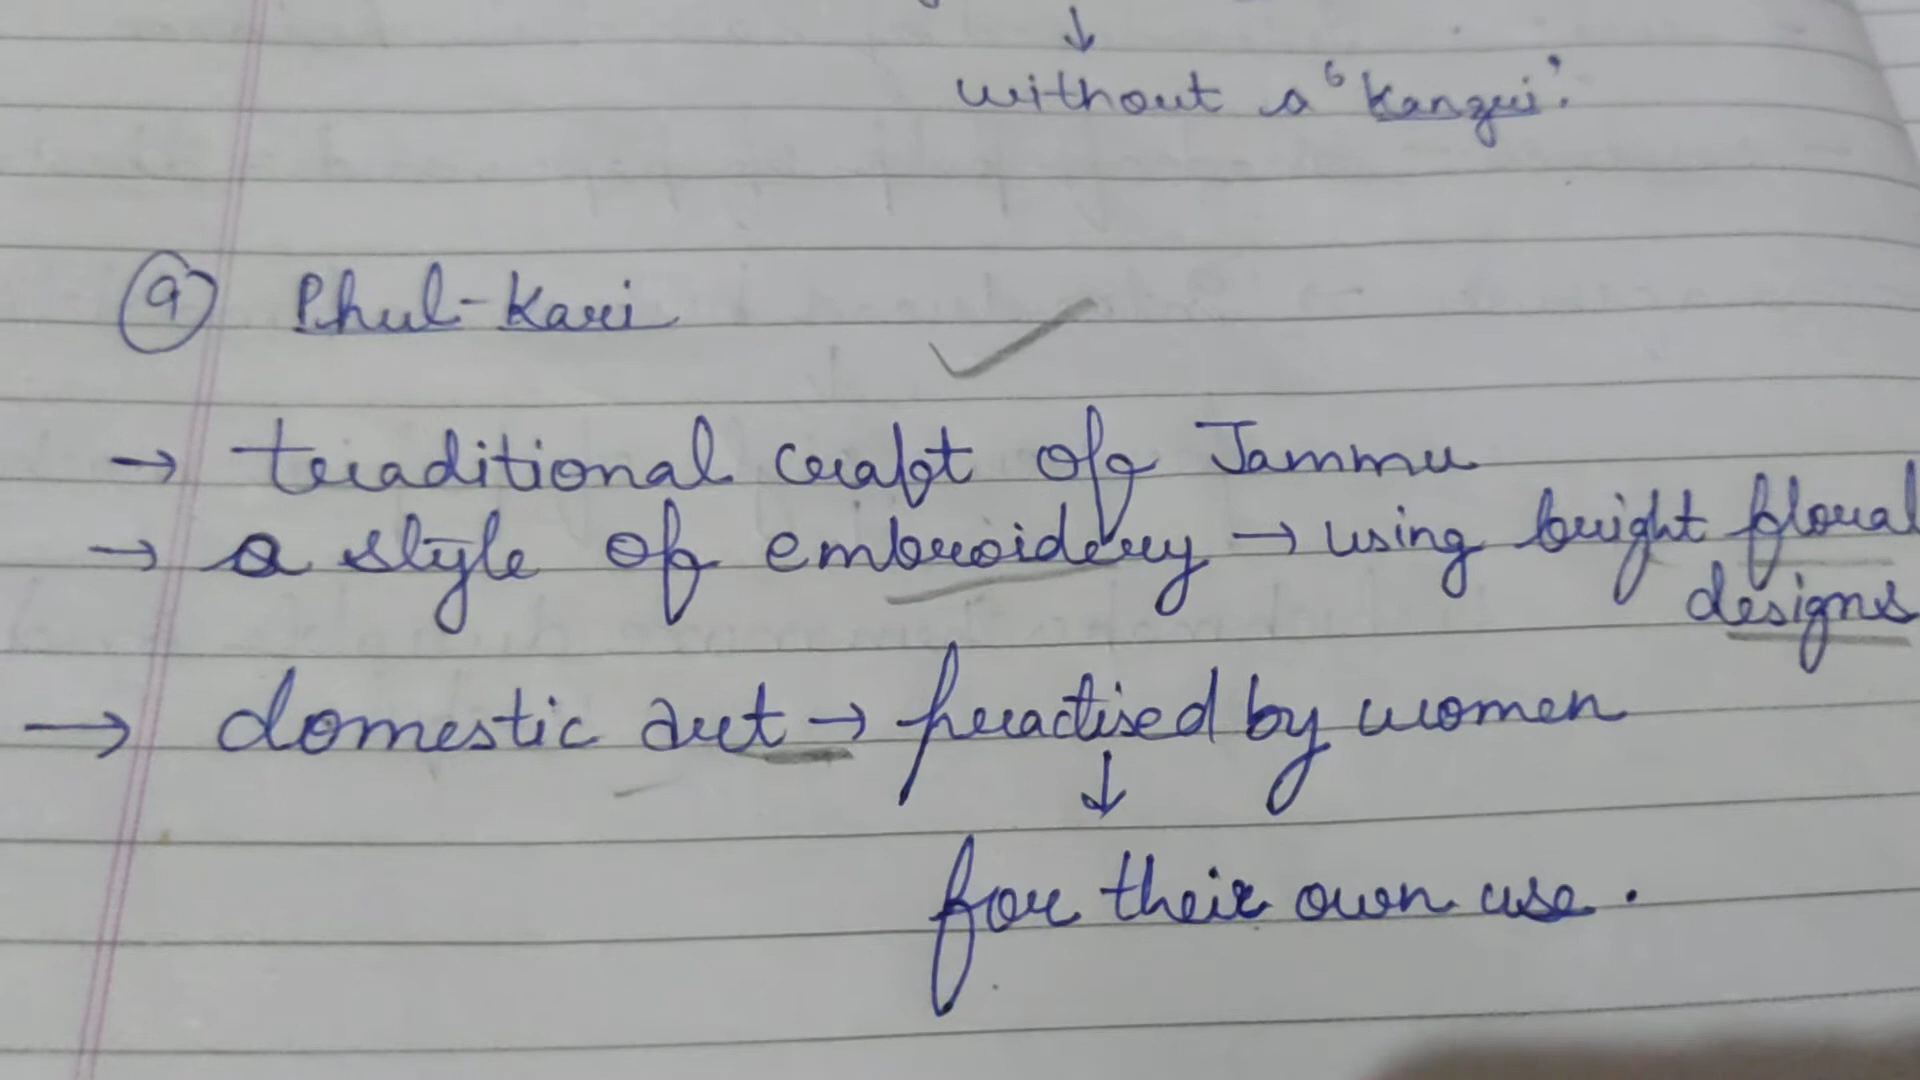 ↓
without a 'Kangri'.
⑨ Phul-Kari
→ traditional craft of Jammu
→ a style of embroidery → using bright floral
designs
→ domestic art → practised by women
↓
for their own use.